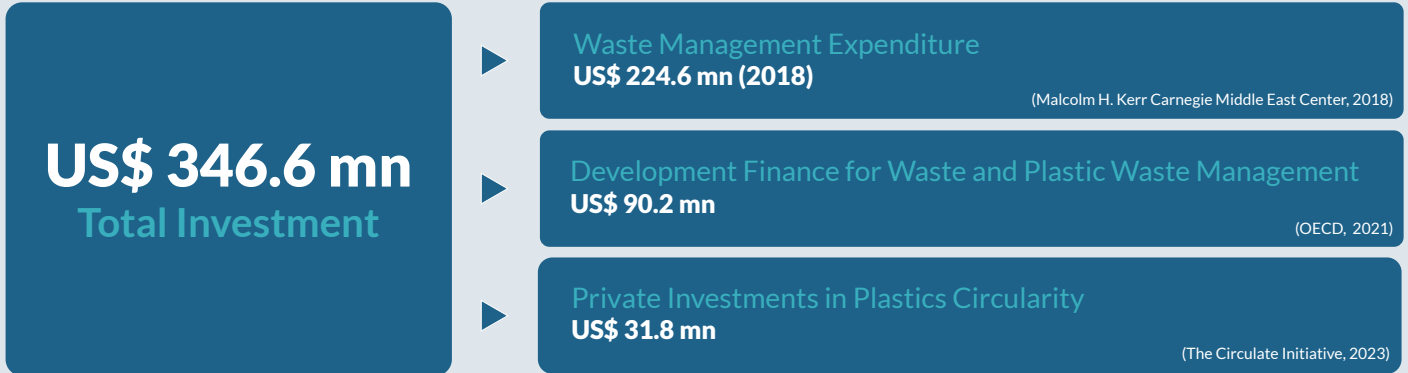 US$ 346.6 mn
Total Investment
Waste Management Expenditure
US$ 224.6 mn (2018)
(Malcolm H. Kerr Carnegie Middle East Center, 2018)
Development Finance for Waste and Plastic Waste Management
US$ 90.2 mn
(OECD, 2021)
Private Investments in Plastics Circularity
US$ 31.8 mn
(The Circulate Initiative, 2023)